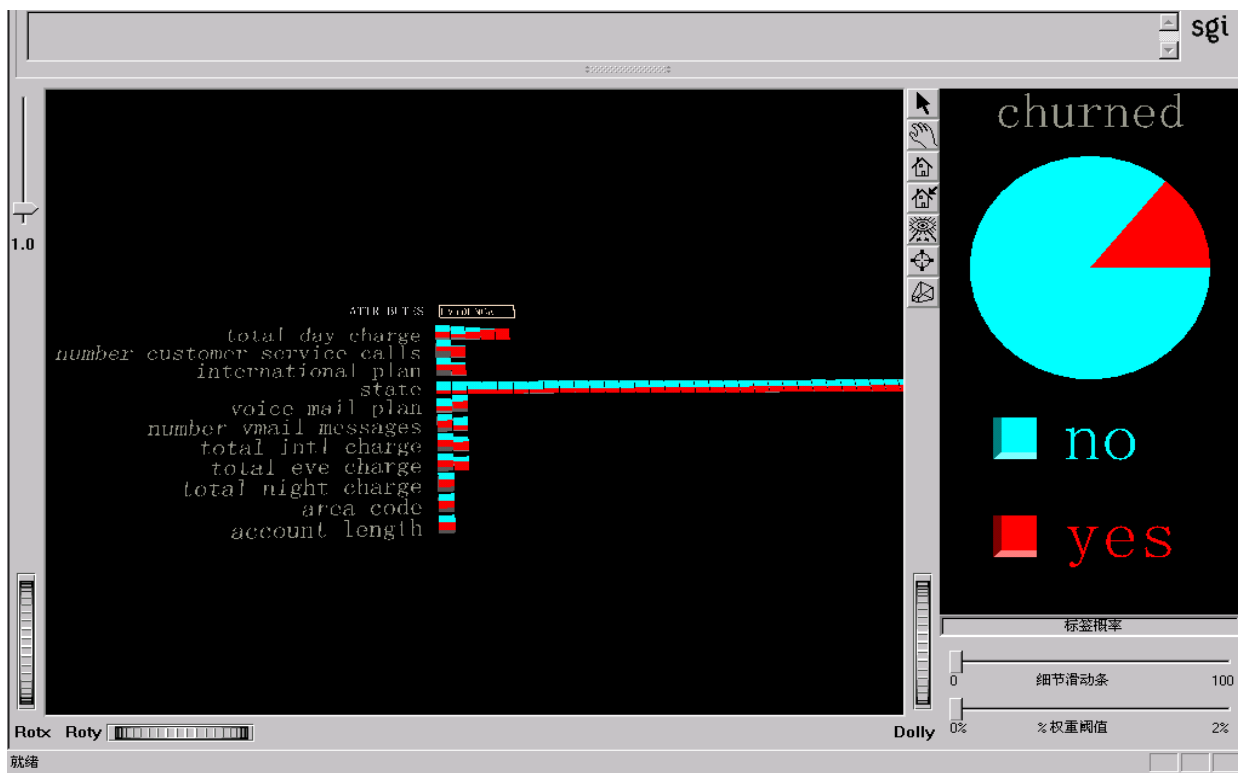 sgi
churned
1.0
ATTRIBUTES EVIDENCE
total day charge
number customer service calls
international plan
state
voice mail plan
number vmail messages
total intl charge
total eve charge
total night charge
area code
account length
no
yes
标签概率
0 细节滑动条 100
Rotx Roty Dolly
0% %权重阈值 2%
就绪